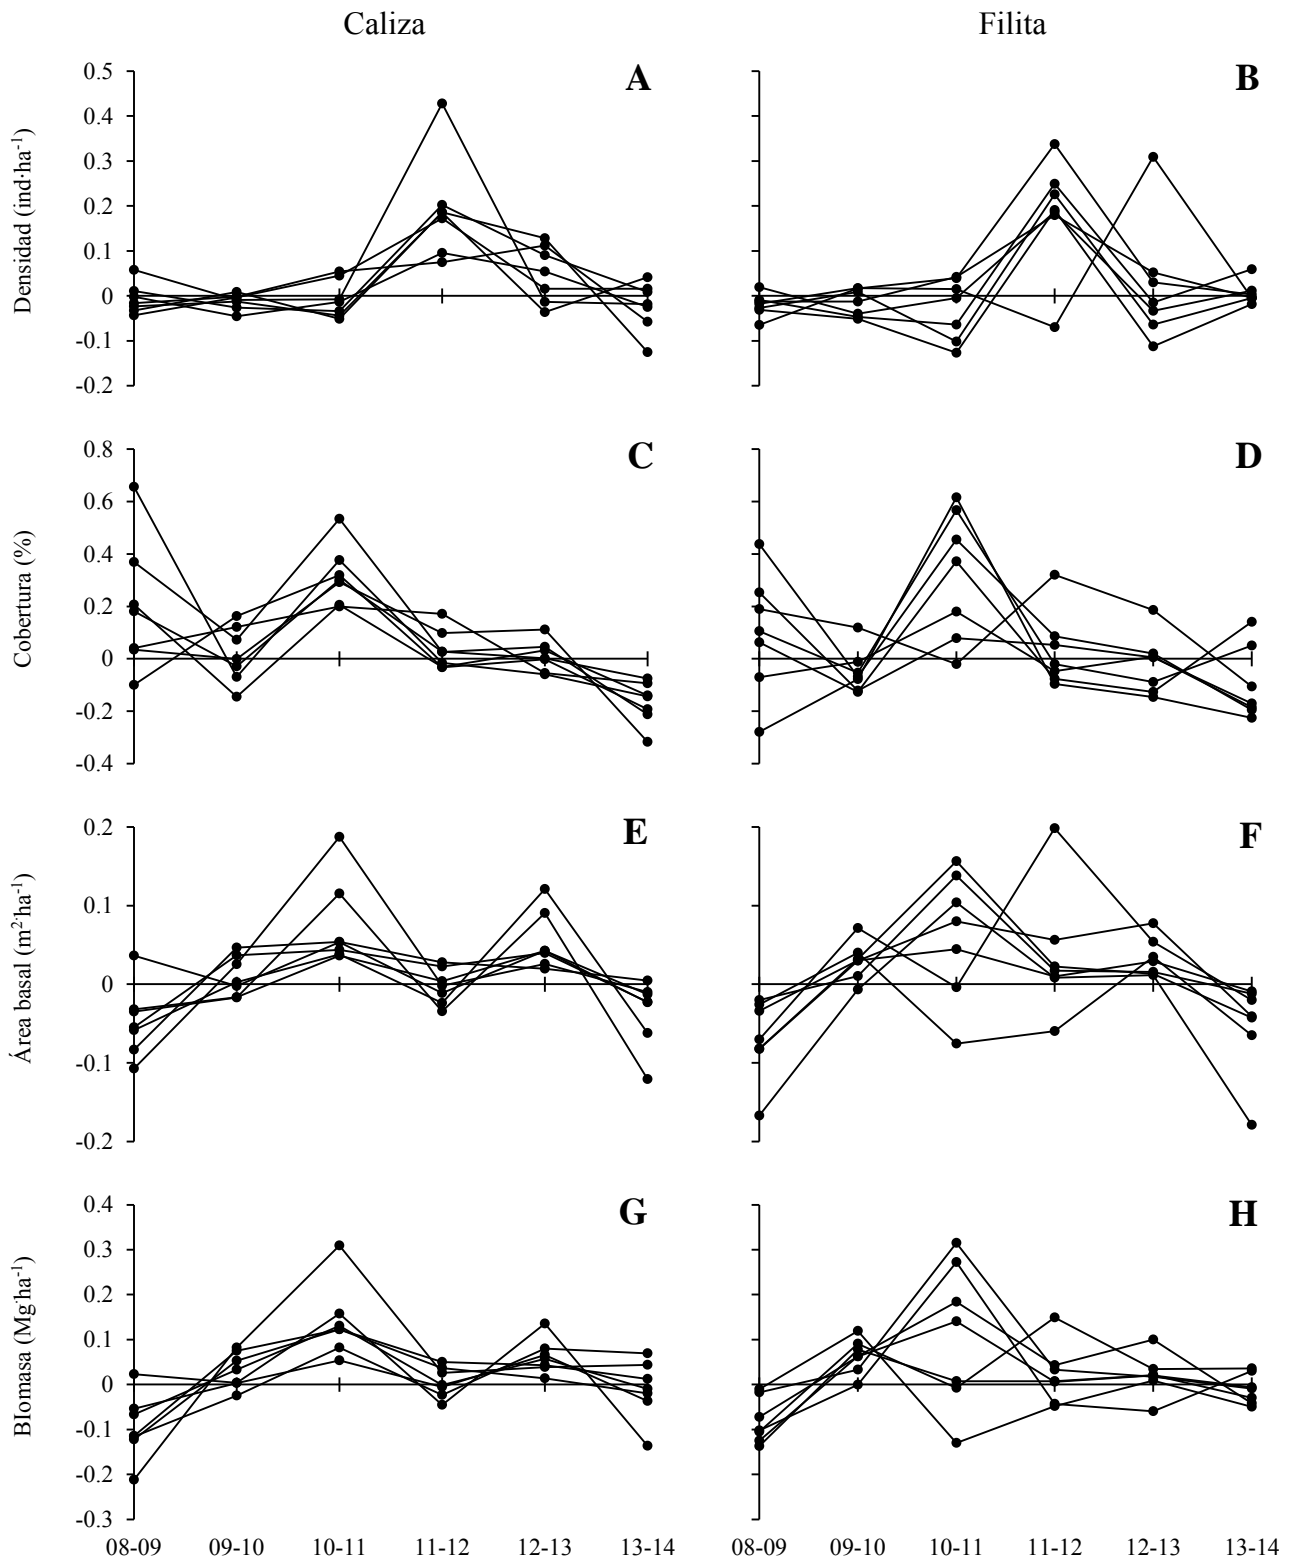 Caliza
Filita
A
B
Densidad (ind·ha-1)
0.5
0.4
0.3
0.2
0.1
0
-0.1
-0.2
C
D
Cobertura (%)
0.8
0.6
0.4
0.2
0
-0.2
-0.4
E
F
Área basal (m2·ha-1)
0.2
0.1
0
-0.1
-0.2
G
H
BIomasa (Mg·ha-1)
0.4
0.3
0.2
0.1
0
-0.1
-0.2
-0.3
08-09 09-10 10-11 11-12 12-13 13-14
08-09 09-10 10-11 11-12 12-13 13-14